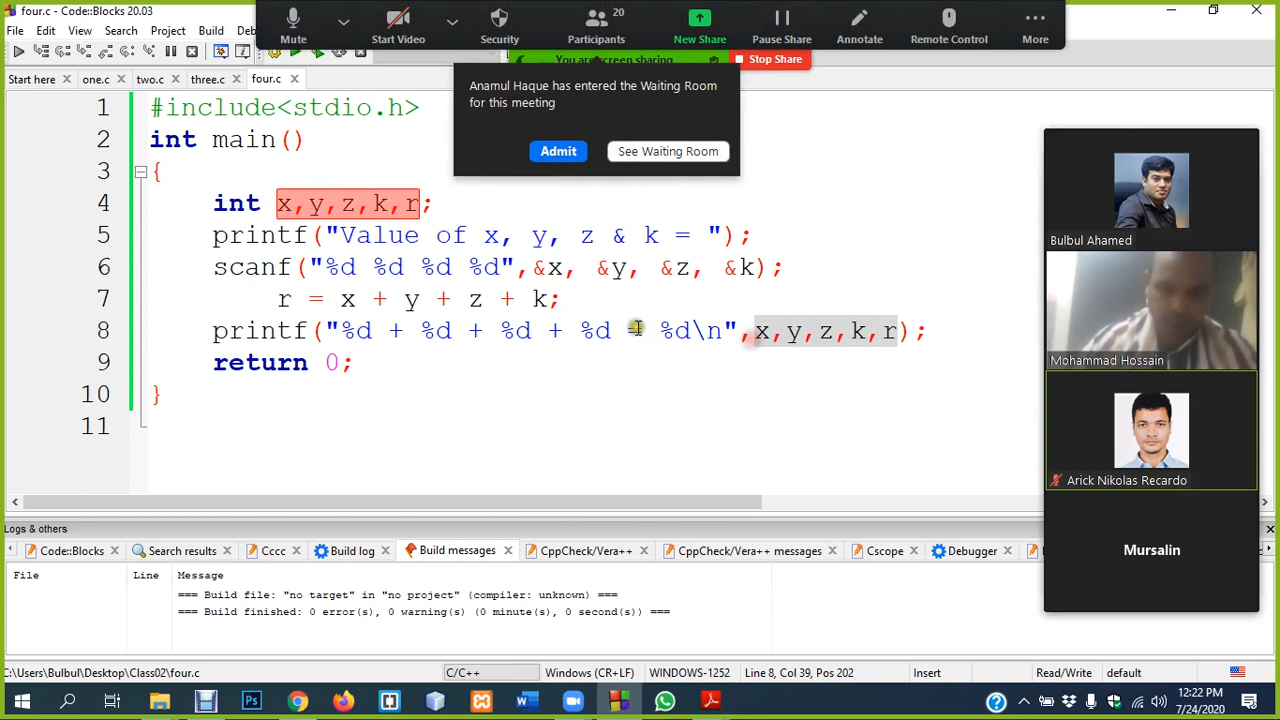 four.c - Code::Blocks 20.03
File Edit View Search Project Build
Mute Start Video Security Participants 20 New Share Pause Share Annotate Remote Control More
You are screen sharing Stop Share
Start here one.c two.c three.c four.c
Anamul Haque has entered the Waiting Room
for this meeting
Admit See Waiting Room
1 #include<stdio.h>
2 int main()
3 {
4 int x,y,z,k,r;
5 printf("Value of x, y, z & k = ");
6 scanf("%d %d %d %d",&x, &y, &z, &k);
7 r = x + y + z + k;
8 printf("%d + %d + %d + %d = %d\n",x,y,z,k,r);
9 return 0;
10 }
11
Bulbul Ahamed
Mohammad Hossain
Arick Nikolas Recardo
Mursalin
Logs & others
Code::Blocks Search results Cccc Build log Build messages CppCheck/Vera++ CppCheck/Vera++ messages Cscope Debugger
File Line Message
=== Build file: "no target" in "no project" (compiler: unknown) ===
=== Build finished: 0 error(s), 0 warning(s) (0 minute(s), 0 second(s)) ===
C:\Users\Bulbul\Desktop\Class02\four.c C/C++ Windows (CR+LF) WINDOWS-1252 Line 8, Col 39, Pos 202 Insert Read/Write default
12:22 PM
7/24/2020